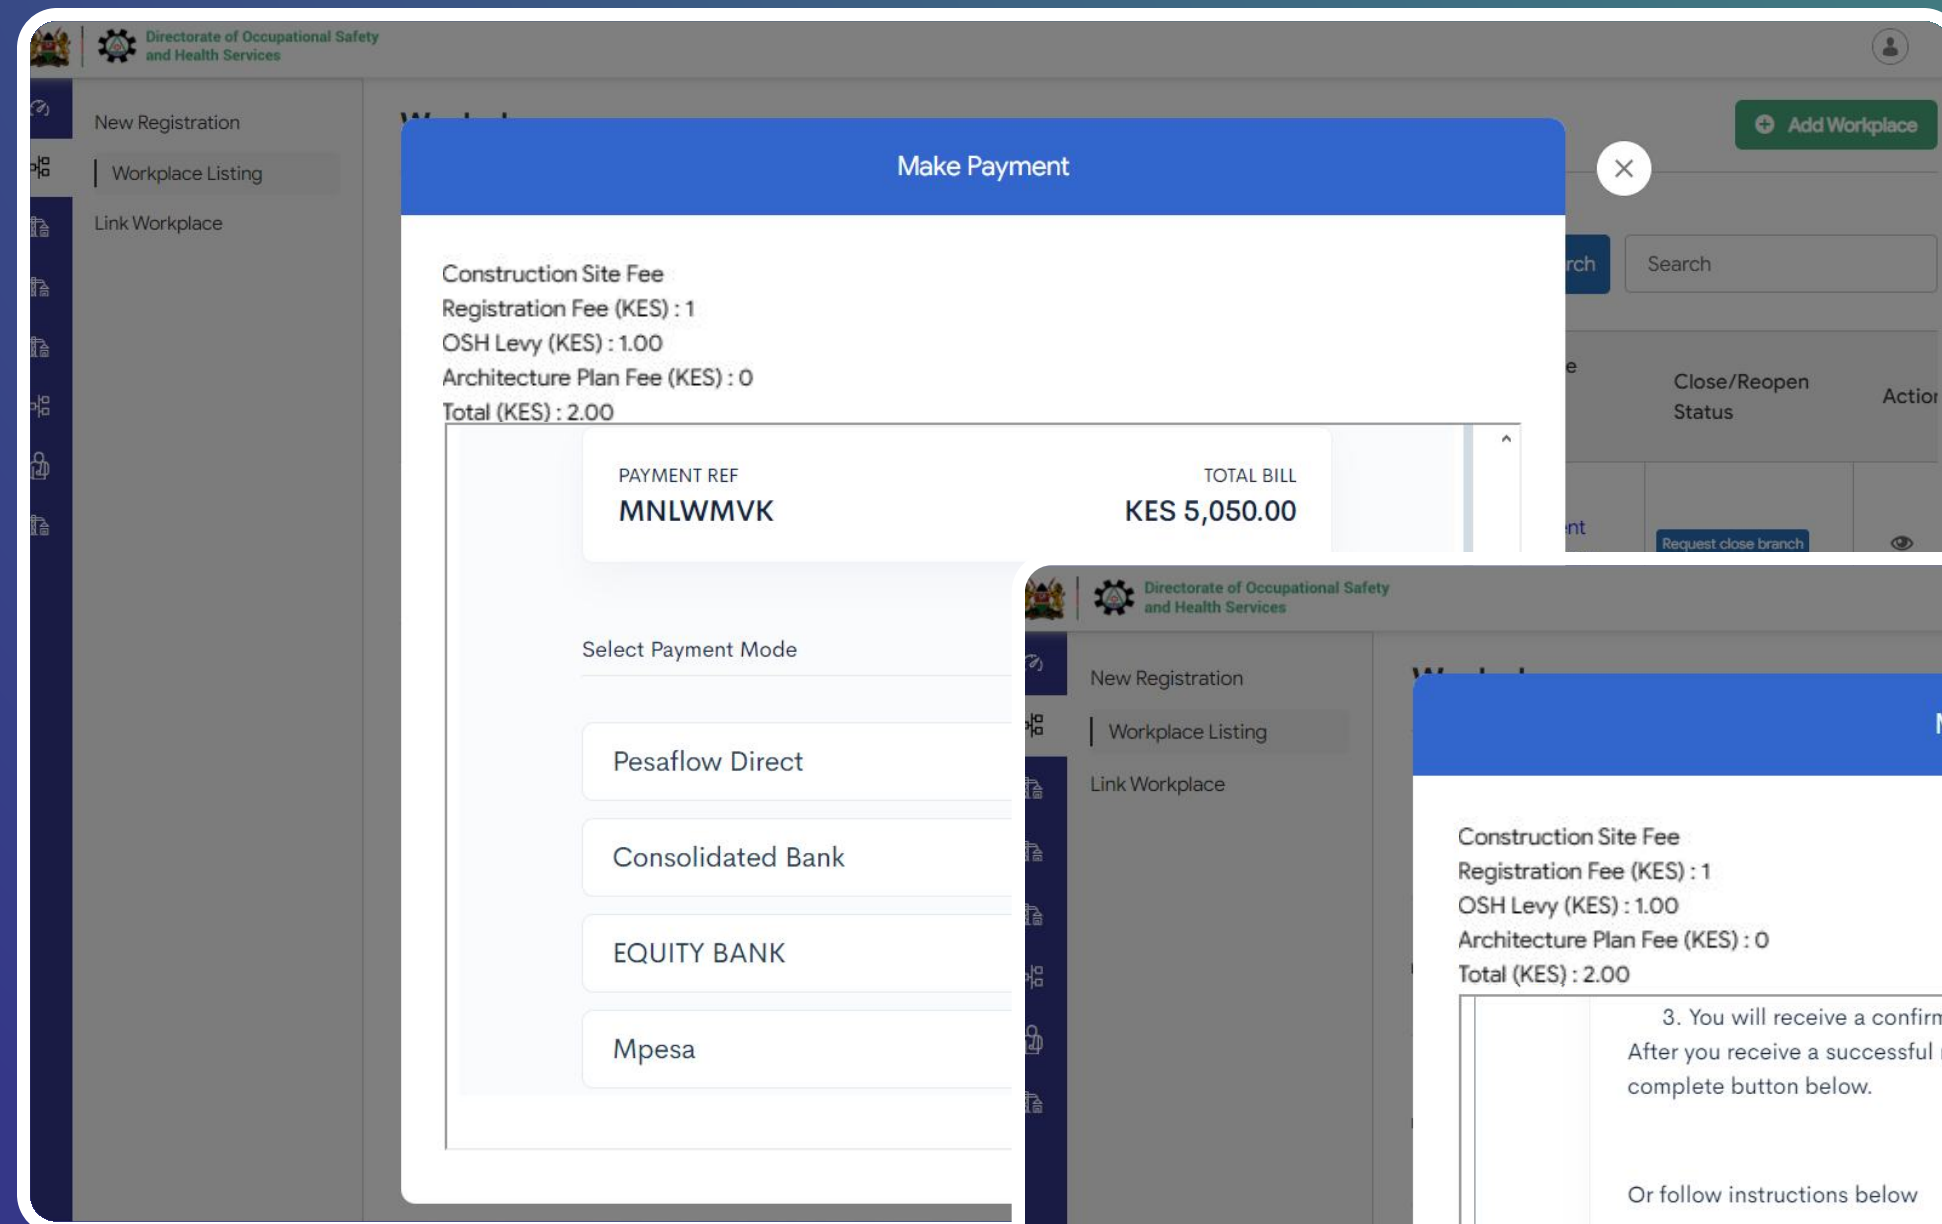 Directorate of Occupational Safety
and Health Services
New Registration
Workplace Listing
Link Workplace
Add Workplace
Make Payment
Construction Site Fee
Registration Fee (KES) : 1
OSH Levy (KES) : 1.00
Architecture Plan Fee (KES) : 0
Total (KES) : 2.00
PAYMENT REF
TOTAL BILL
MNLWMVK
KES 5,050.00
Select Payment Mode
Pesaflow Direct
Consolidated Bank
EQUITY BANK
Mpesa
Search
Close/Reopen
Status
Request close branch
Directorate of Occupational Safety
and Health Services
New Registration
Workplace Listing
Link Workplace
Construction Site Fee
Registration Fee (KES) : 1
OSH Levy (KES) : 1.00
Architecture Plan Fee (KES) : 0
Total (KES) : 2.00
3. You will receive a
After you receive a successful
complete button below.
Or follow instructions below